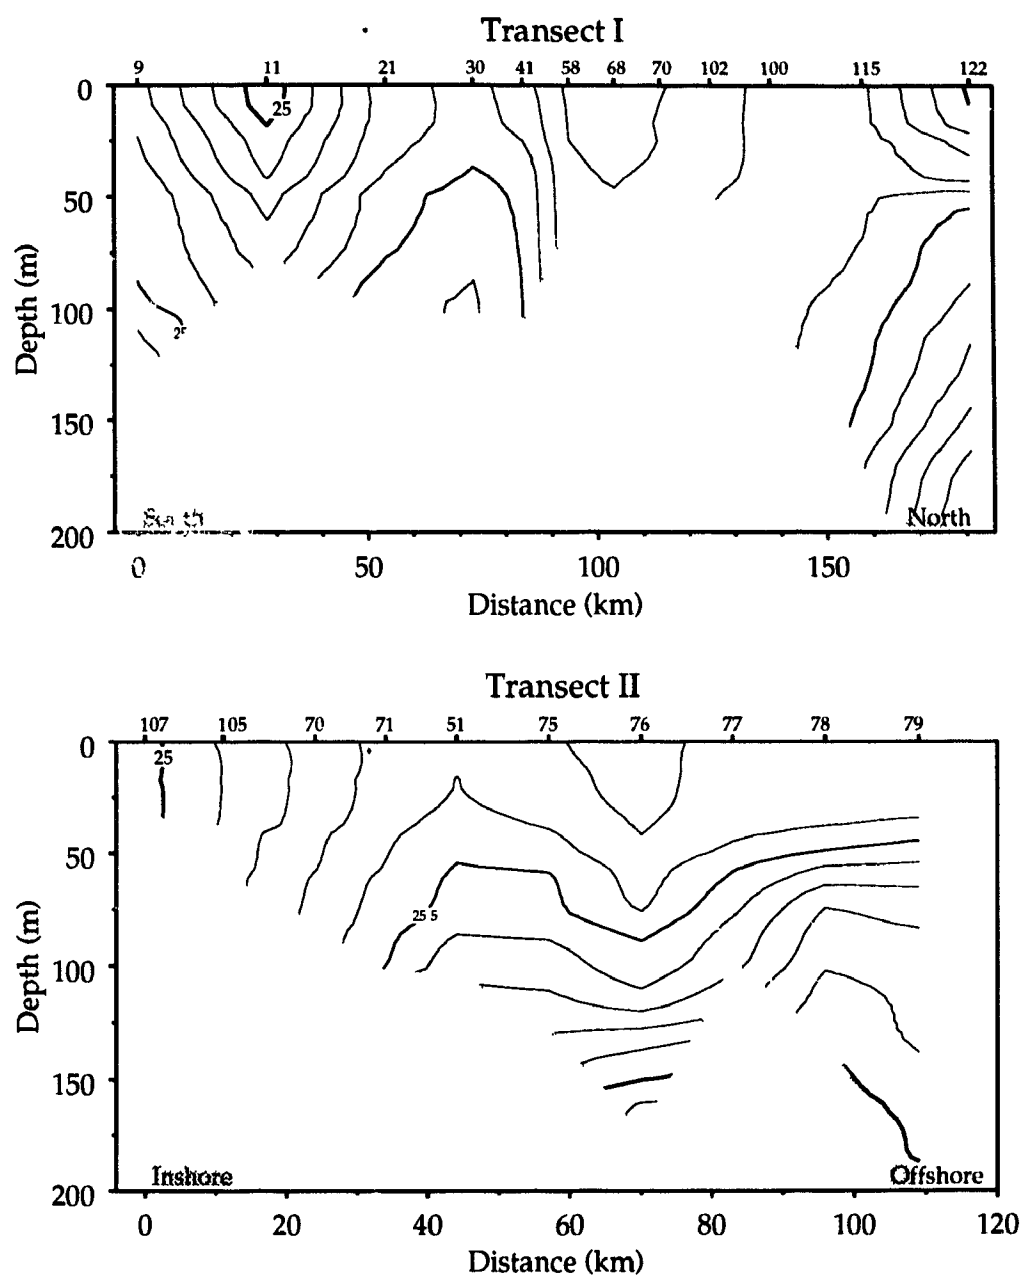 Transect I
9 11 21 30 41 58 68 70 102 100 115 122
0
25
50
Depth (m)
100
150
North
200
0 50 100 150
Distance (km)
Transect II
107 105 70 71 51 75 76 77 78 79
0
25
50
25 5
Depth (m)
100
150
Inshore Offshore
200
0 20 40 60 80 100 120
Distance (km)